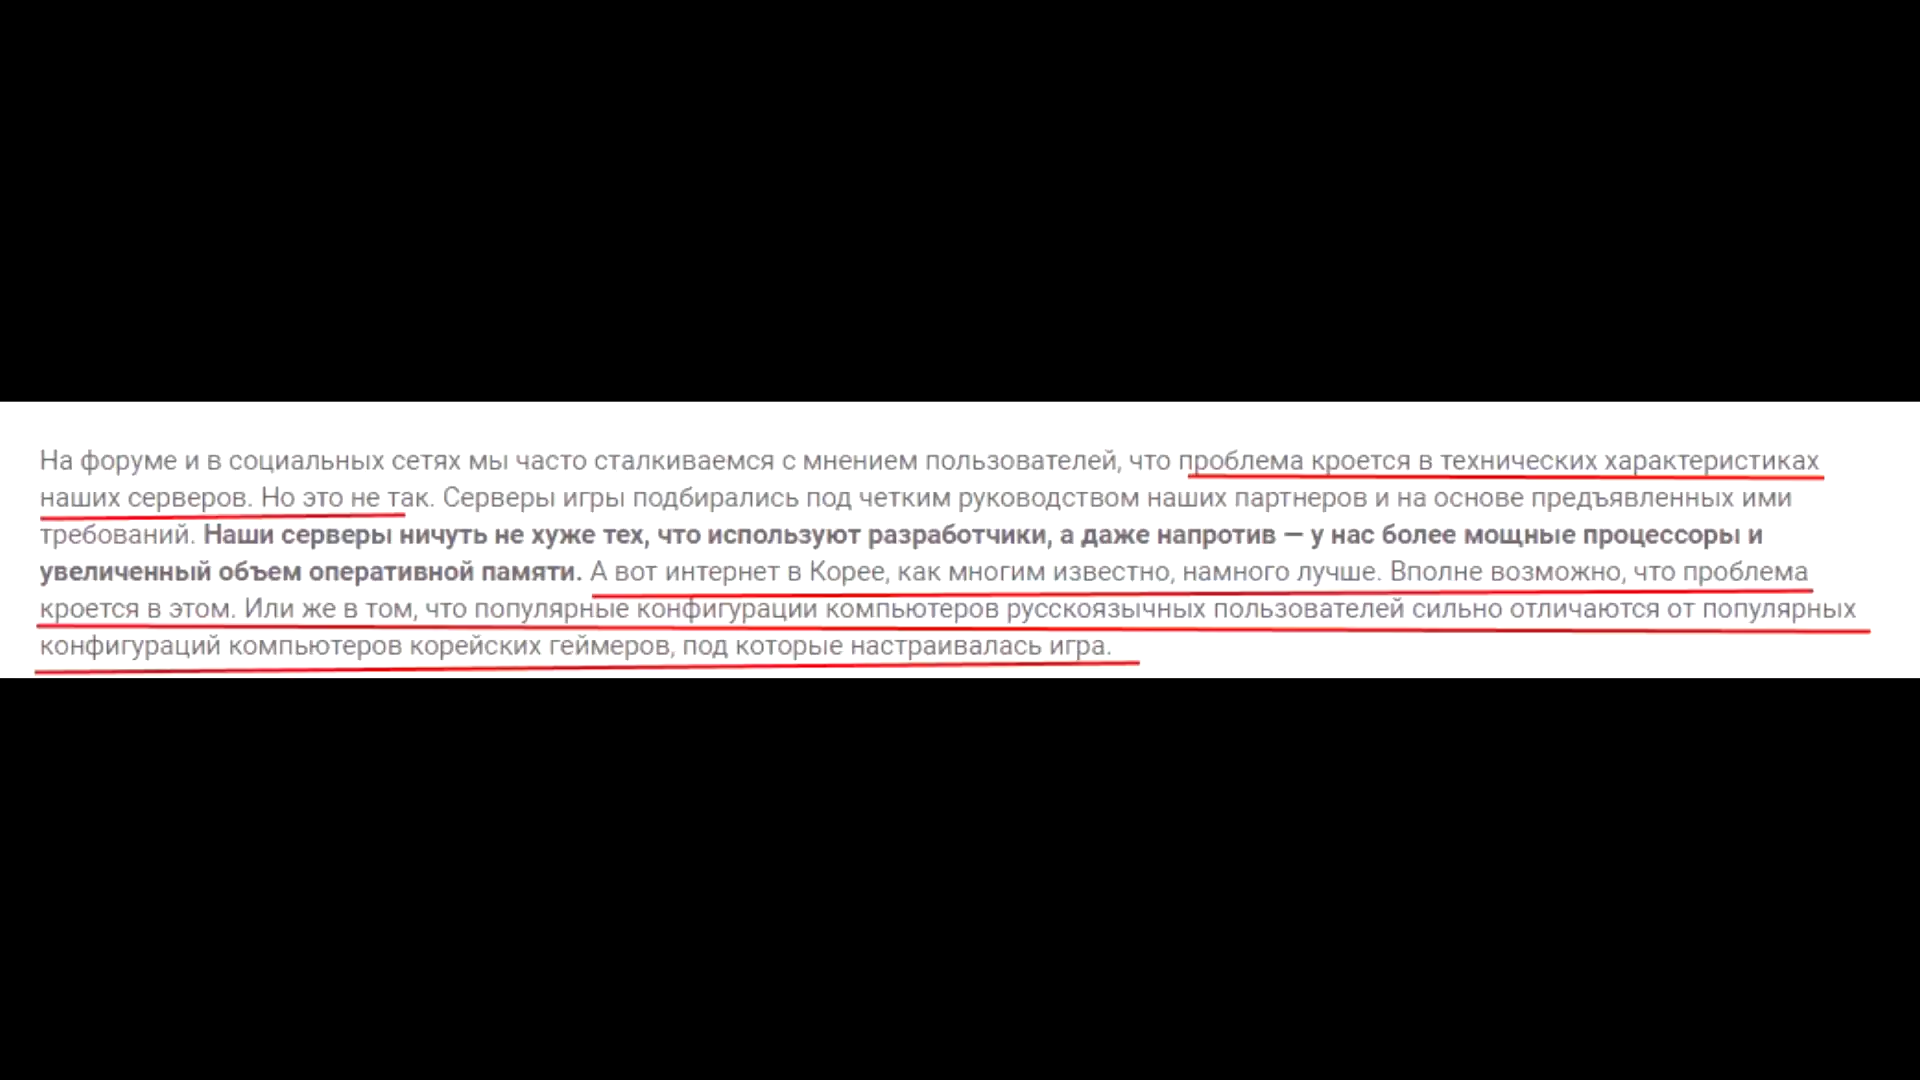 На форуме и в социальных сетях мы часто сталкиваемся с мнением пользователей, что проблема кроется в технических характеристиках
наших серверов. Но это не так. Серверы игры подбирались под четким руководством наших партнеров и на основе предъявленных ими
требований. Наши серверы ничуть не хуже тех, что используют разработчики, а даже напротив — у нас более мощные процессоры и
увеличенный объем оперативной памяти. А вот интернет в Корее, как многим известно, намного лучше. Вполне возможно, что проблема
кроется в этом. Или же в том, что популярные конфигурации компьютеров русскоязычных пользователей сильно отличаются от популярных
конфигураций компьютеров корейских геймеров, под которые настраивалась игра.